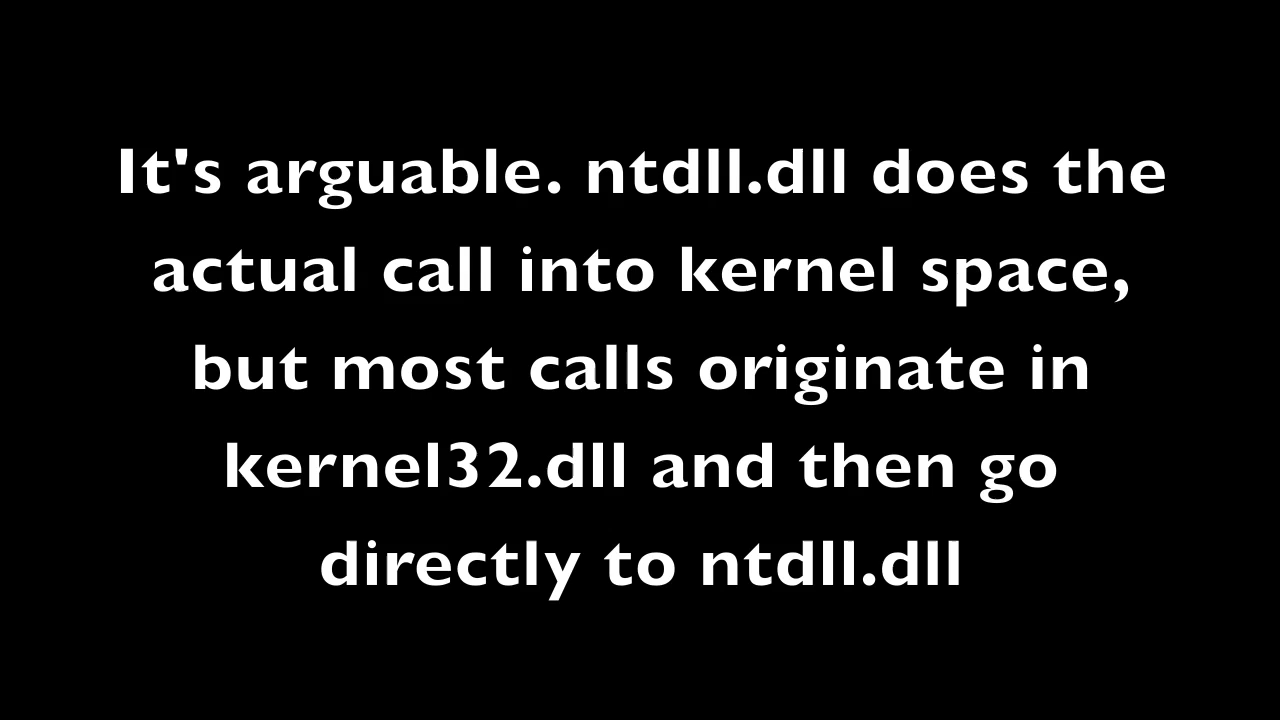 It's arguable. ntdll.dll does the
actual call into kernel space,
but most calls originate in
kernel32.dll and then go
directly to ntdll.dll